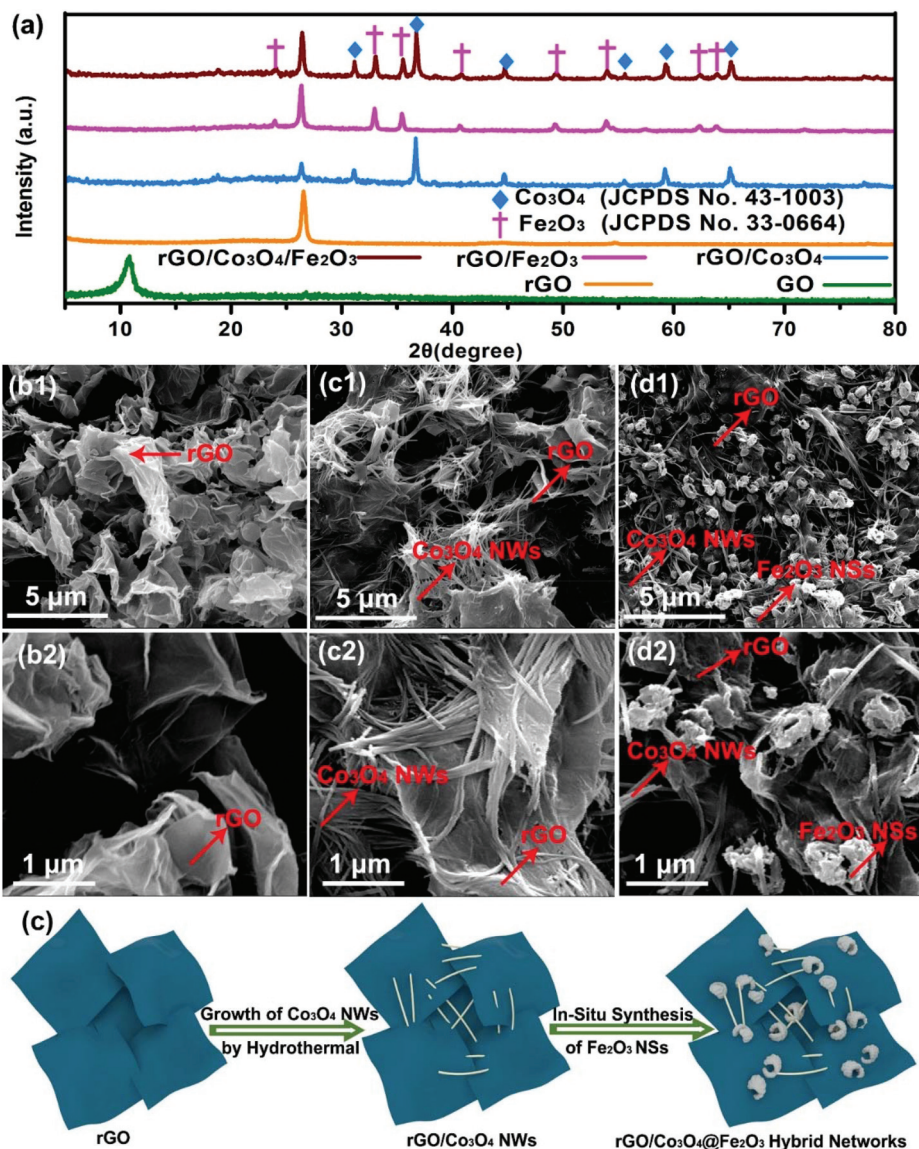 (a)
Intensity (a.u.)
Co₃O₄ (JCPDS No. 43-1003)
Fe₂O₃ (JCPDS No. 33-0664)
rGO/Co₃O₄/Fe₂O₃ rGO/Fe₂O₃ rGO/Co₃O₄
rGO GO
10 20 30 40 50 60 70 80
2θ(degree)
(b1)
rGO
5 μm
(c1)
rGO
Co₃O₄ NWs
5 μm
(d1)
rGO
Co₃O₄ NWs
Fe₂O₃ NSs
5 μm
(b2)
rGO
1 μm
(c2)
Co₃O₄ NWs
rGO
1 μm
(d2)
rGO
Co₃O₄ NWs
Fe₂O₃ NSs
1 μm
(c)
Growth of Co₃O₄ NWs
by Hydrothermal
In-Situ Synthesis
of Fe₂O₃ NSs
rGO
rGO/Co₃O₄ NWs
rGO/Co₃O₄@Fe₂O₃ Hybrid Networks